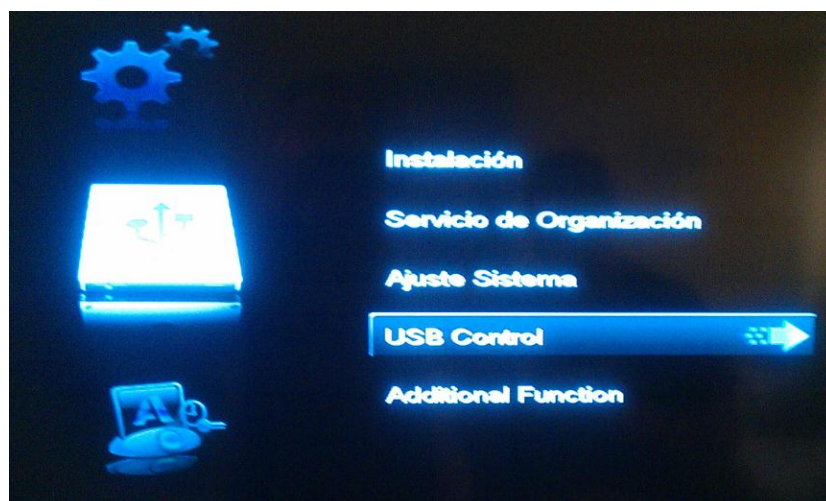 Instalación
Servicio de Organización
Ajuste Sistema
USB Control
Additional Function